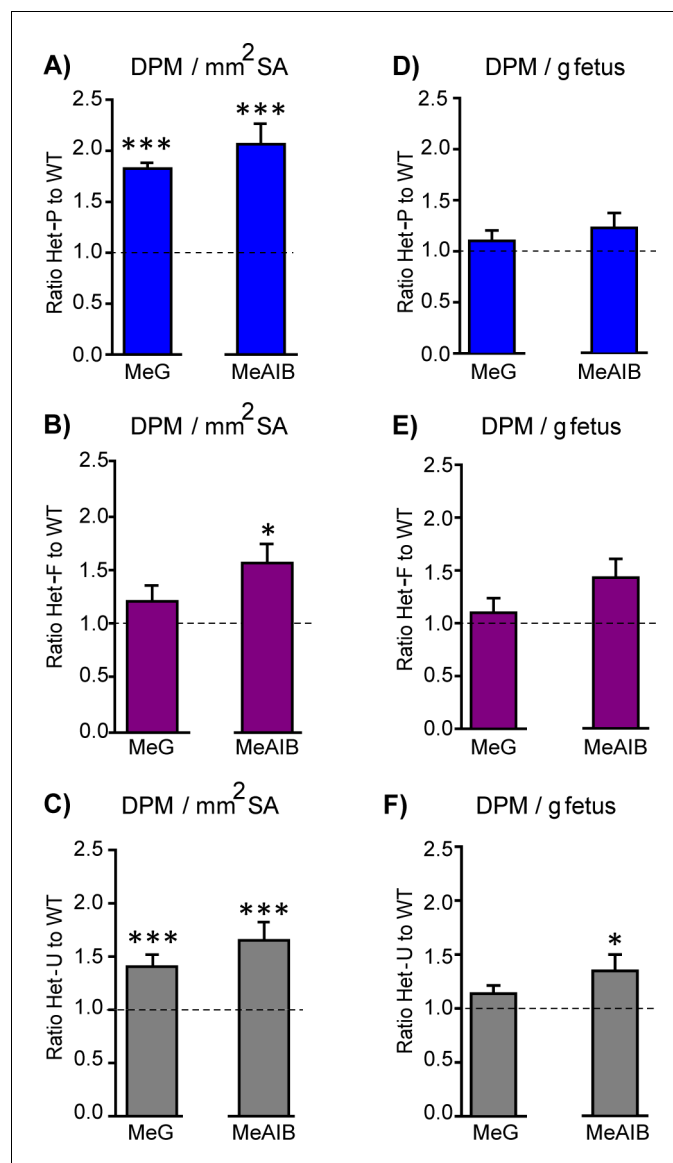 A) DPM / mm² SA
Ratio Het-P to WT
2.5
2.0
1.5
1.0
0.5
0.0
*** ***
MeG MeAIB
D) DPM / g fetus
Ratio Het-P to WT
2.5
2.0
1.5
1.0
0.5
0.0
MeG MeAIB
B) DPM / mm² SA
Ratio Het-F to WT
2.5
2.0
1.5
1.0
0.5
0.0
*
MeG MeAIB
E) DPM / g fetus
Ratio Het-F to WT
2.5
2.0
1.5
1.0
0.5
0.0
MeG MeAIB
C) DPM / mm² SA
Ratio Het-U to WT
2.5
2.0
1.5
1.0
0.5
0.0
*** ***
MeG MeAIB
F) DPM / g fetus
Ratio Het-U to WT
2.5
2.0
1.5
1.0
0.5
0.0
*
MeG MeAIB